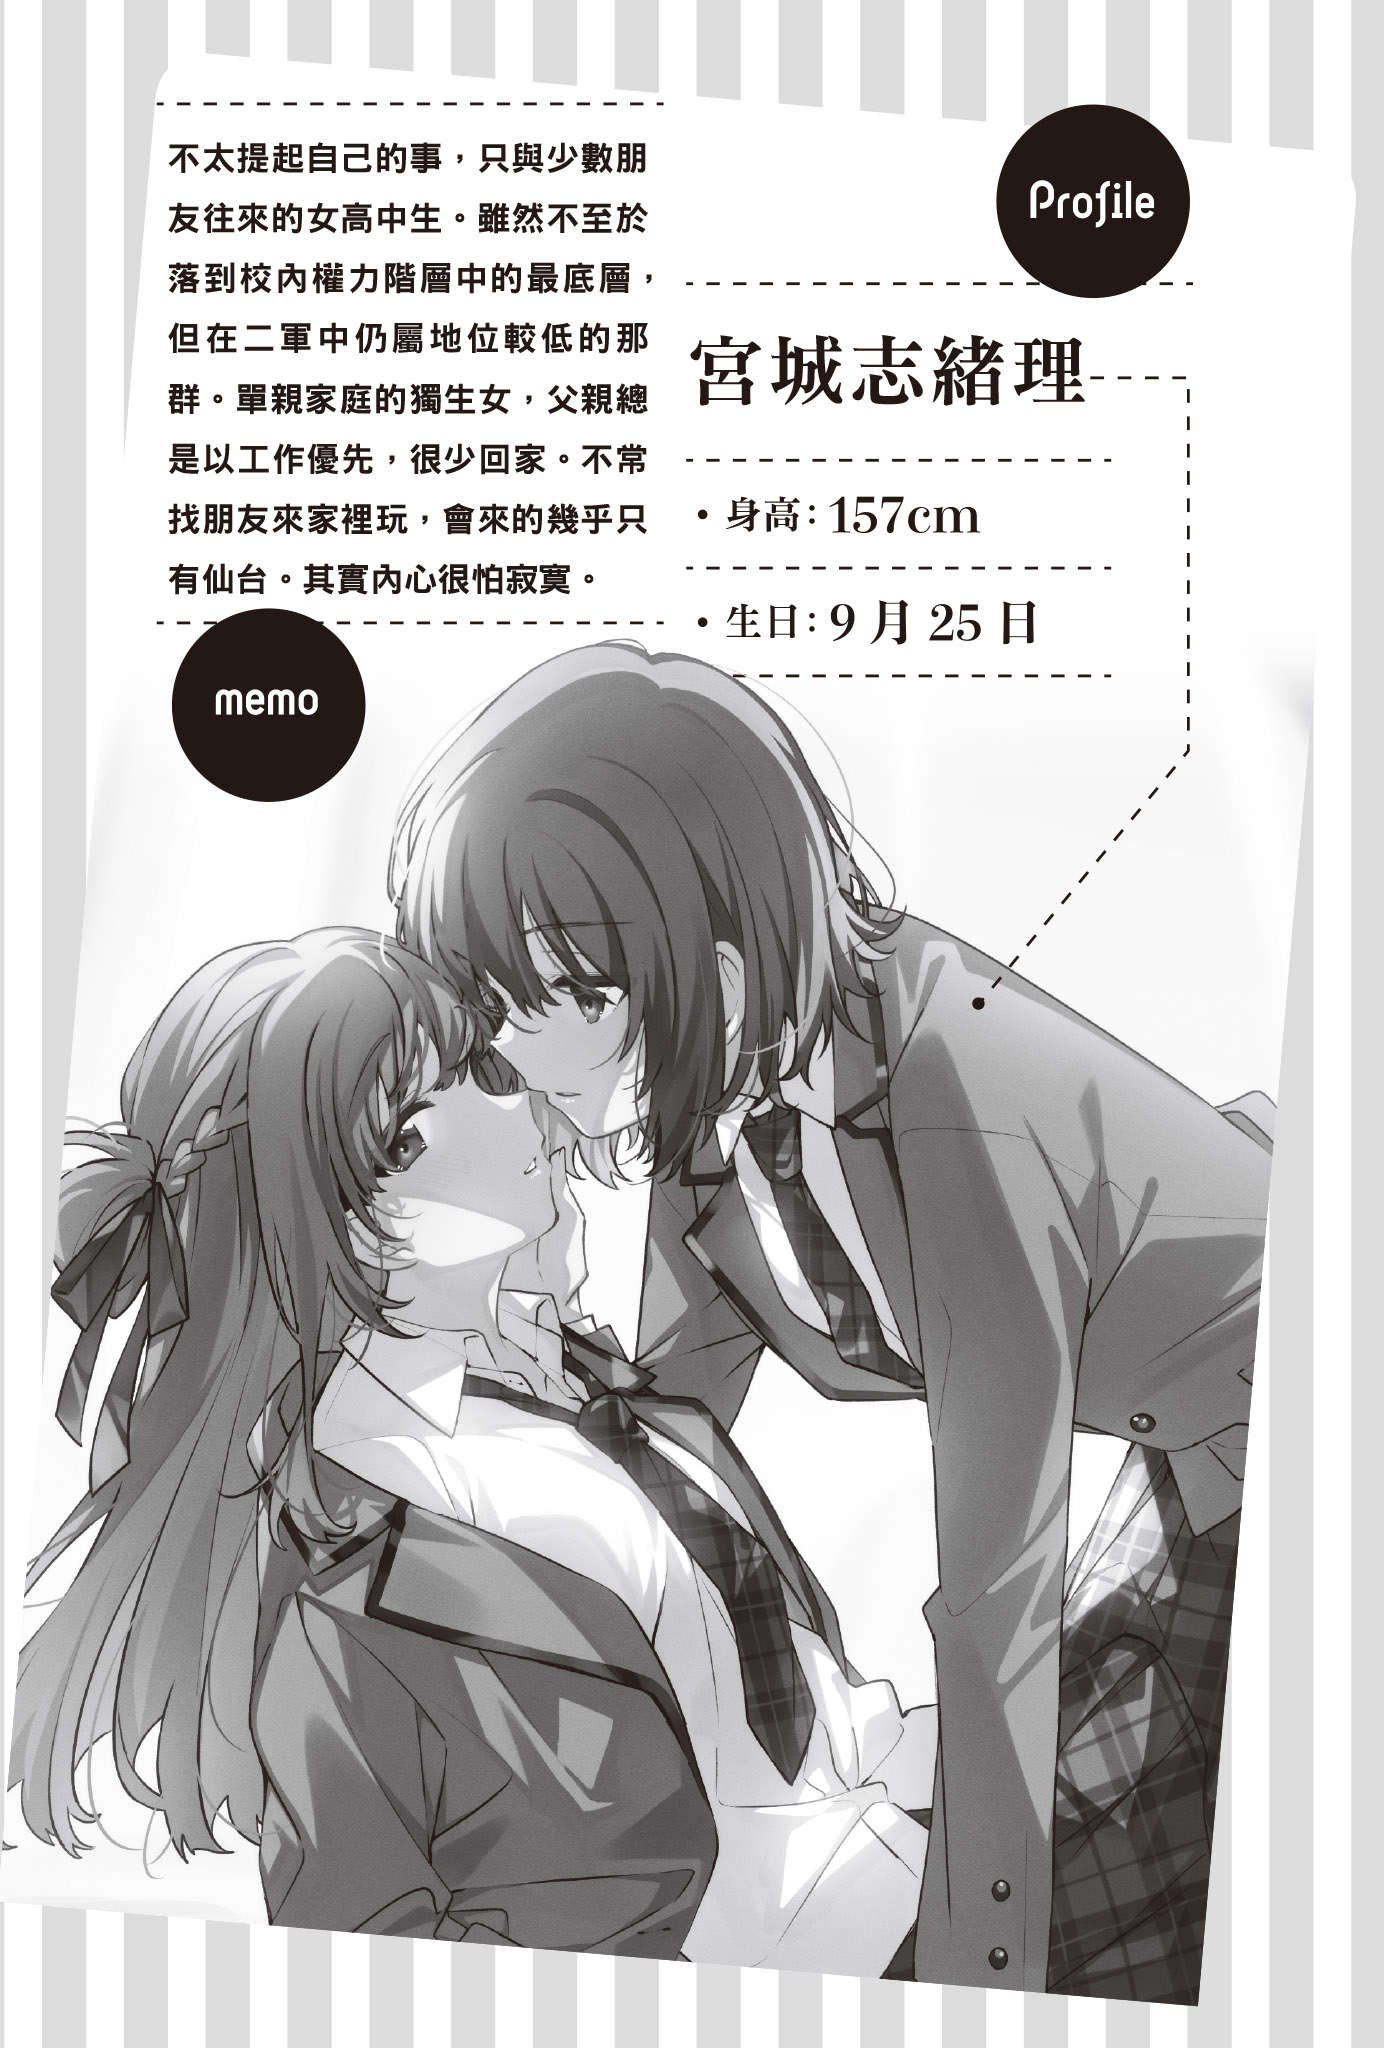 Profile
宮城志緒理
・身高：157cm
・生日：9 月 25 日
不太提起自己的事，只與少數朋
友往來的女高中生。雖然不至於
落到校內權力階層中的最底層，
但在二軍中仍屬地位較低的那
群。單親家庭的獨生女，父親總
是以工作優先，很少回家。不常
找朋友來家裡玩，會來的幾乎只
有仙台。其實內心很怕寂寞。
memo